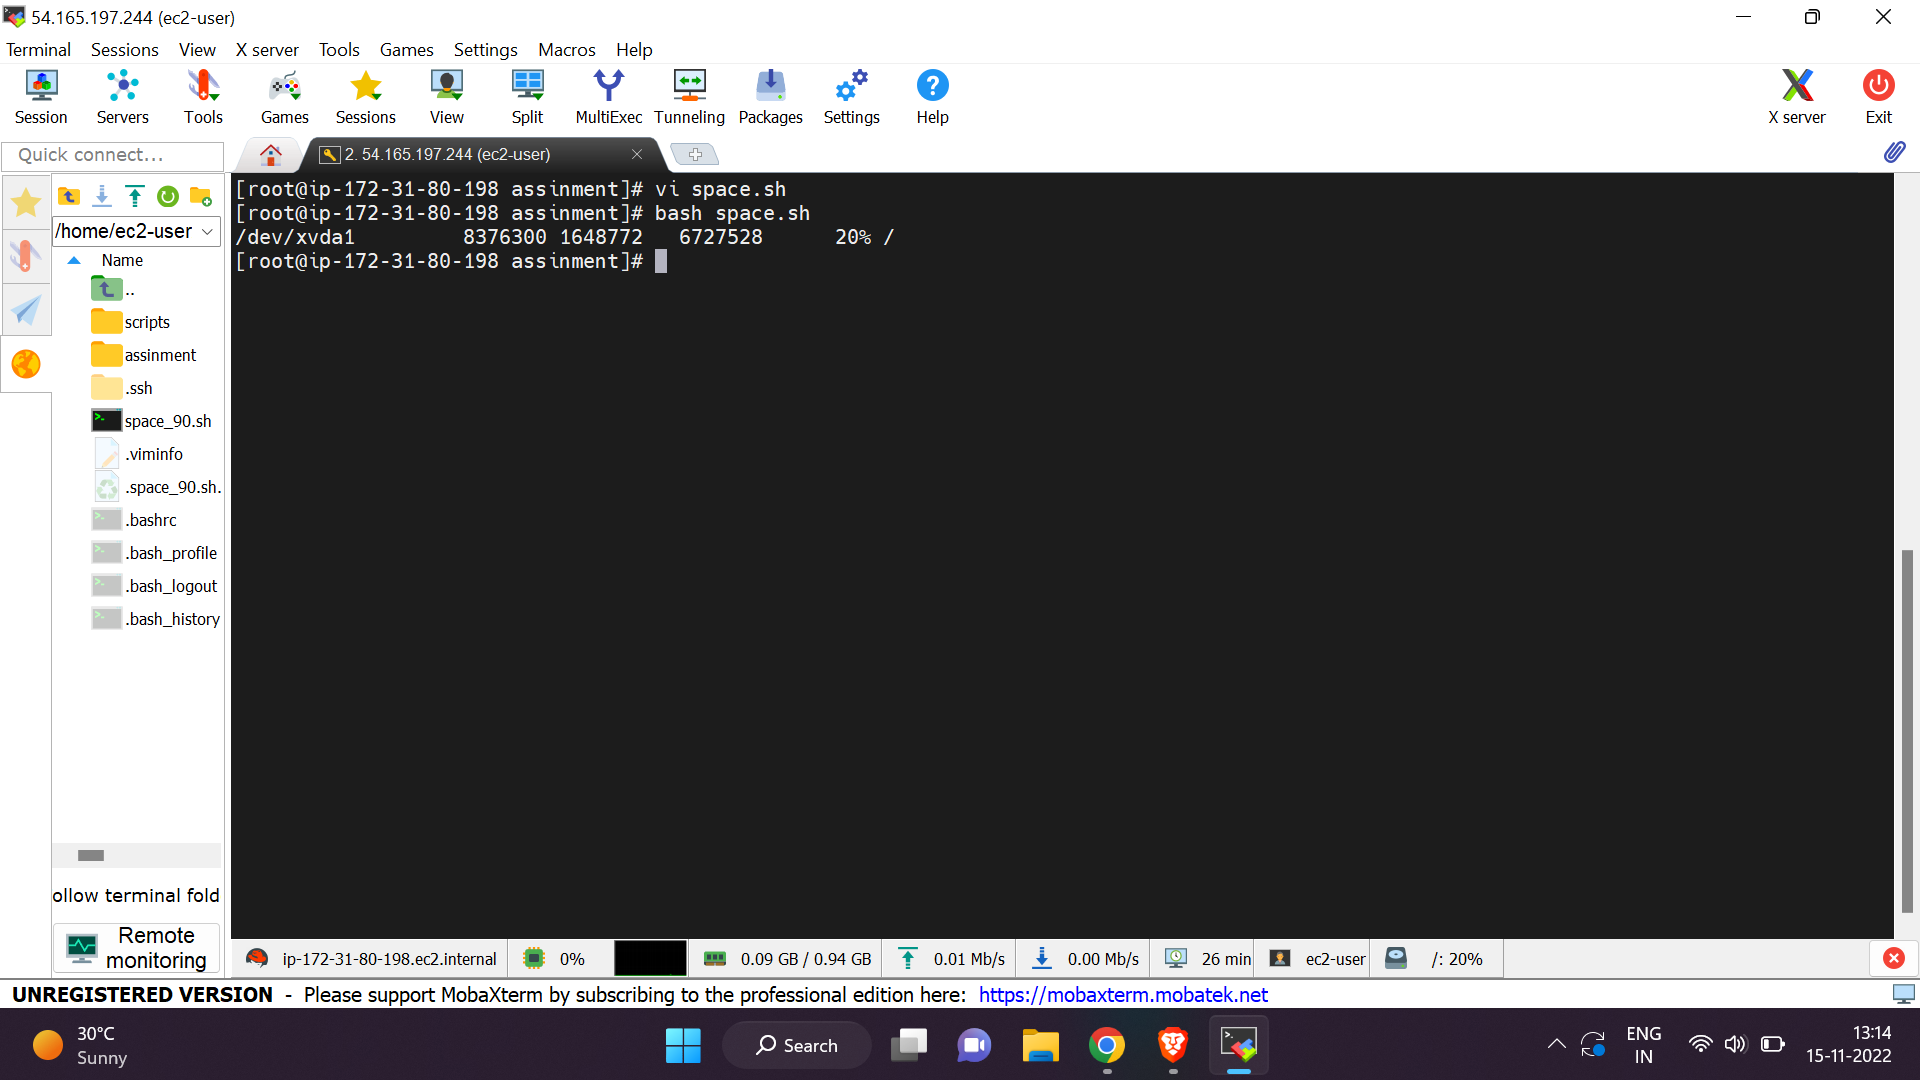 54.165.197.244 (ec2-user)
Terminal Sessions View X server Tools Games Settings Macros Help
Session Servers Tools Games Sessions View Split MultiExec Tunneling Packages Settings Help X server Exit
Quick connect...
2. 54.165.197.244 (ec2-user)
/home/ec2-user
Name
..
scripts
assinment
.ssh
space_90.sh
.viminfo
.space_90.sh.
.bashrc
.bash_profile
.bash_logout
.bash_history
ollow terminal fold
Remote
monitoring
[root@ip-172-31-80-198 assinment]# vi space.sh
[root@ip-172-31-80-198 assinment]# bash space.sh
/dev/xvda1 8376300 1648772 6727528 20% /
[root@ip-172-31-80-198 assinment]#
ip-172-31-80-198.ec2.internal 0% 0.09 GB / 0.94 GB 0.01 Mb/s 0.00 Mb/s 26 min ec2-user /: 20%
UNREGISTERED VERSION - Please support MobaXterm by subscribing to the professional edition here: https://mobaxterm.mobatek.net
30°C
Sunny
Search
ENG
IN
13:14
15-11-2022